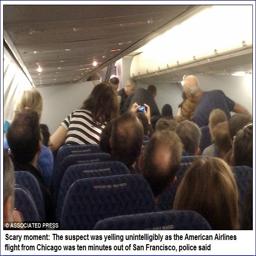 © ASSOCIATED PRESS
Scary moment: The suspect was yelling unintelligibly as the American Airlines
flight from Chicago was ten minutes out of San Francisco, police said